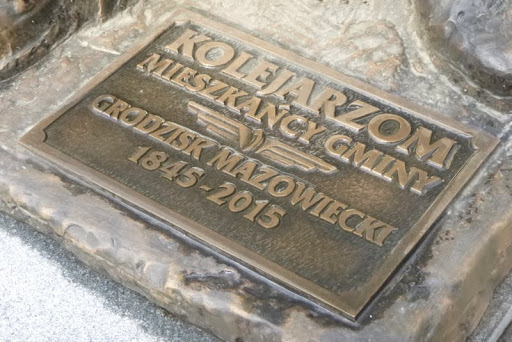 KOLEJARZOM
MIESZKAŃCY GMINY
GRODZISK MAZOWIECKI
1845-2015